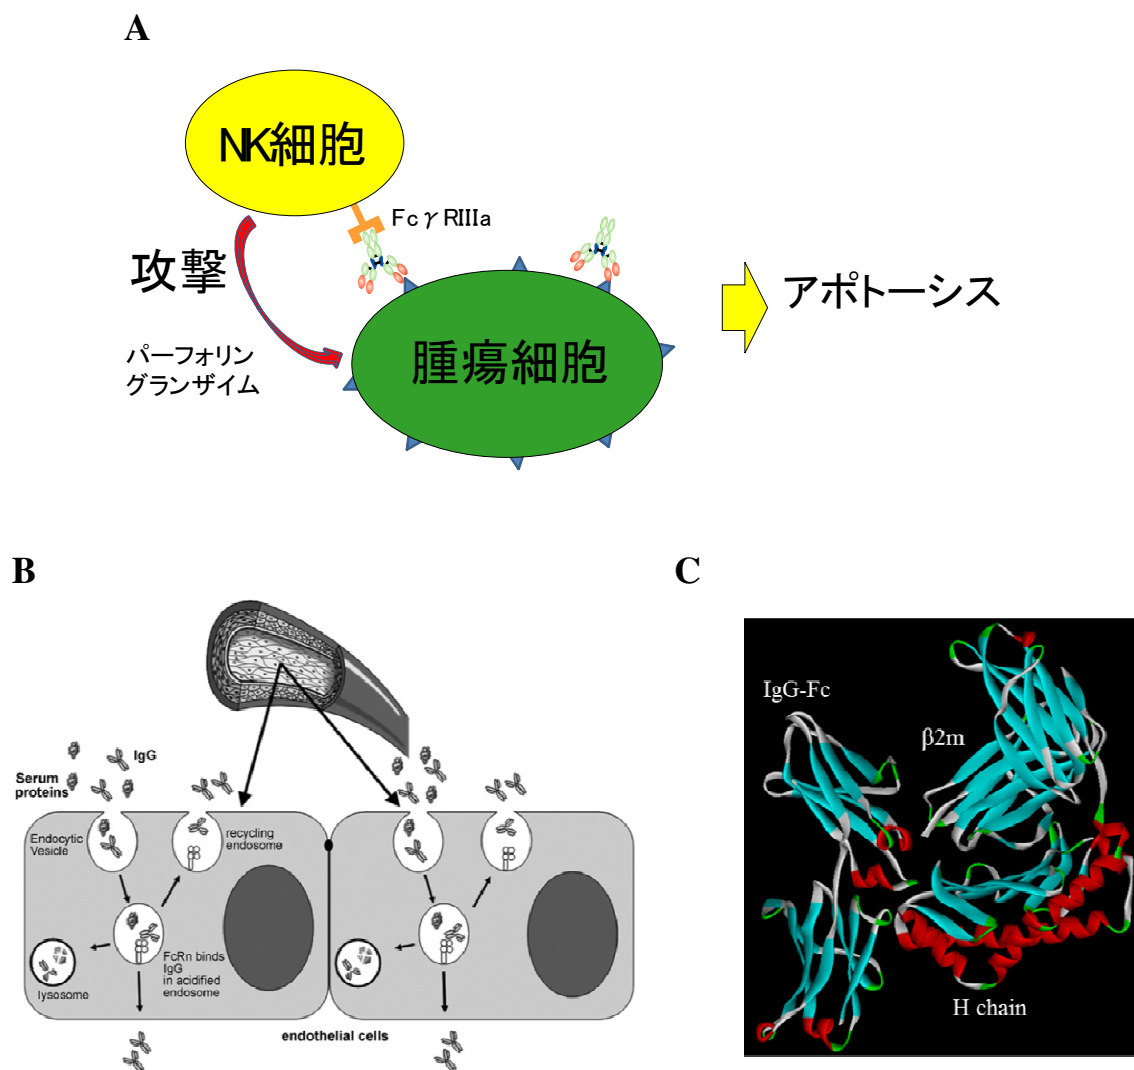 A
NK細胞
FcγRIIIa
攻撃
アポトーシス
パーフォリン
グランザイム
腫瘍細胞
B
C
IgG
Serum
proteins
Endocytic
Vesicle
recycling
endosome
FcRn binds
IgG
in acidified
endosome
lysosome
endothelial cells
IgG-Fc
β2m
H chain